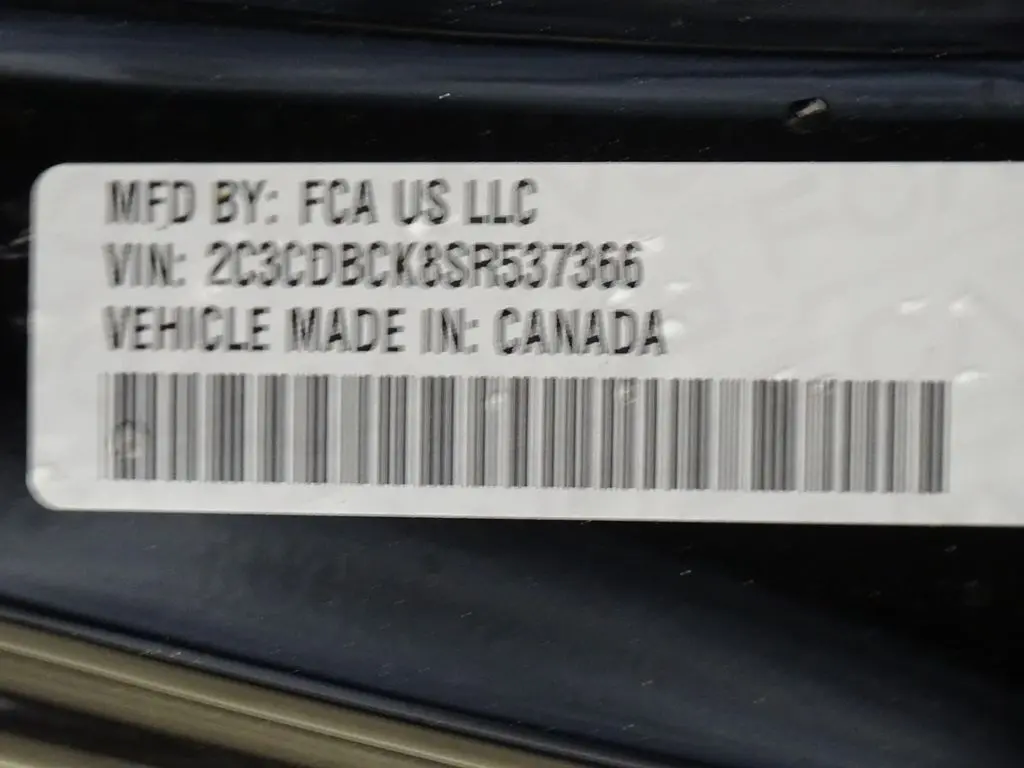 MFD BY: FCA US LLC
VIN: 2C3CDBCK8SR537366
VEHICLE MADE IN: CANADA